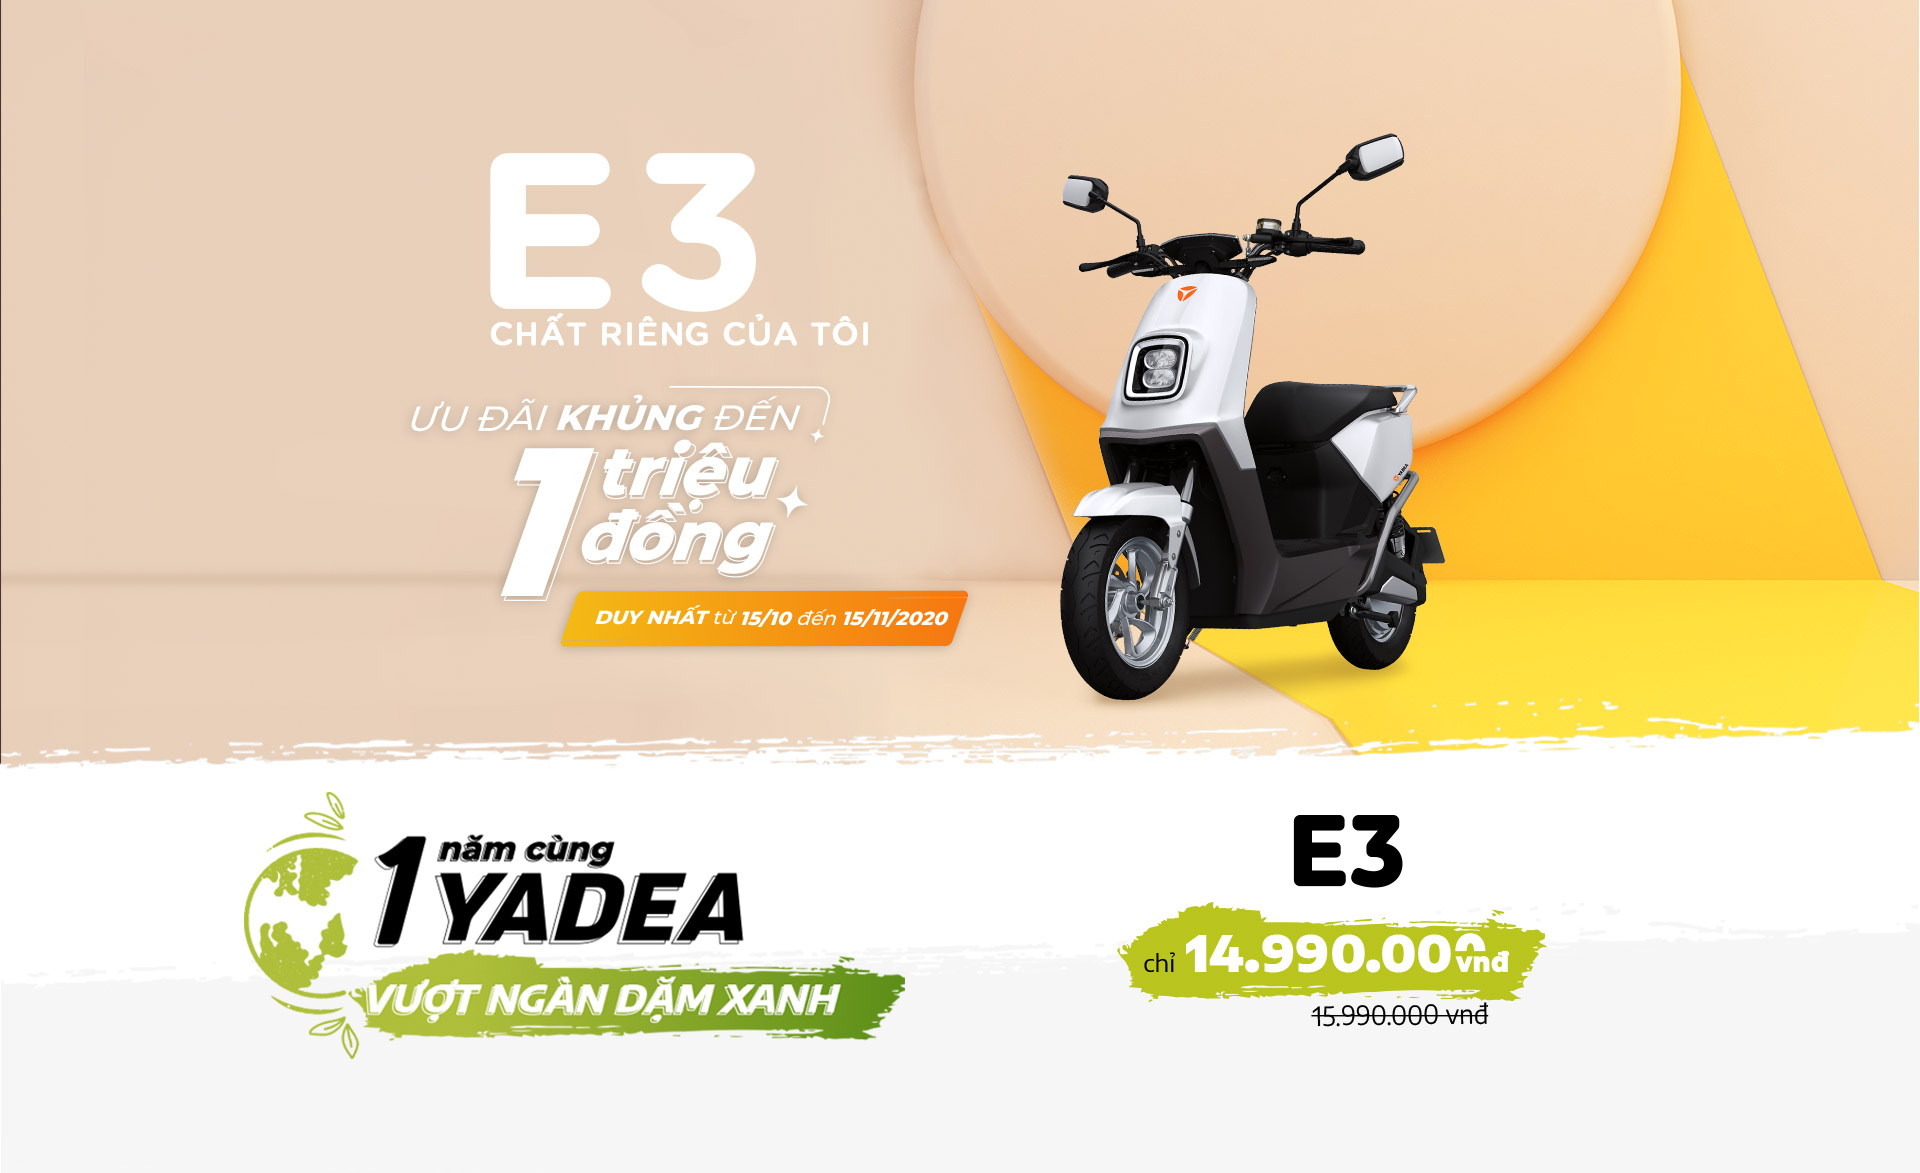 E3
CHẤT RIÊNG CỦA TÔI
ƯU ĐÃI KHỦNG ĐẾN
1 triệu
đồng
DUY NHẤT từ 15/10 đến 15/11/2020
1 năm cùng
YADEA
VƯỢT NGÀN DẶM XANH
E3
chỉ 14.990.000 vnđ
15.990.000 vnđ